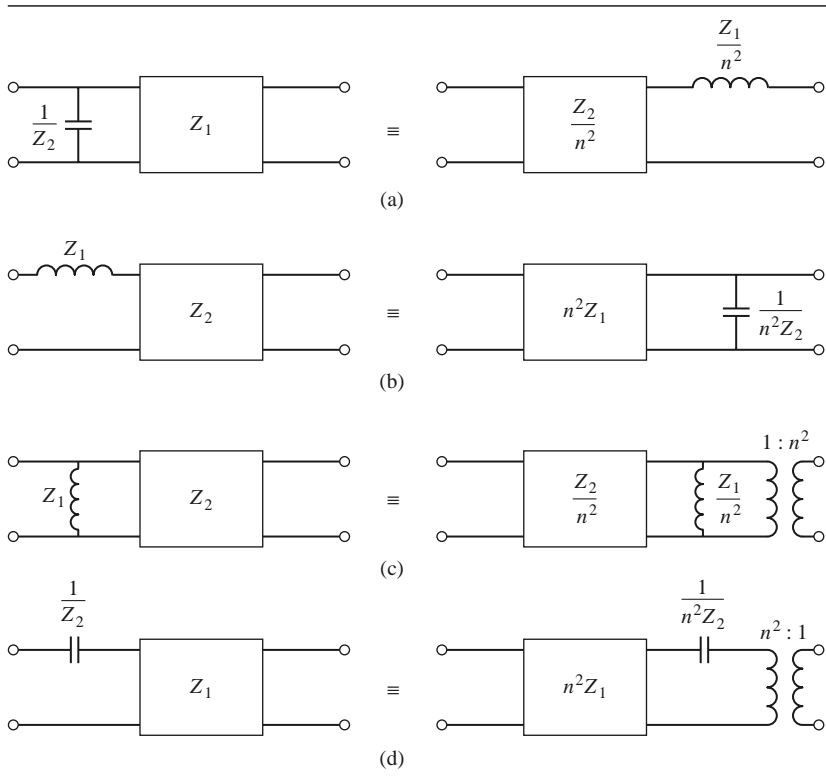 1/Z₂ Z₁ ≡ Z₂/n² Z₁/n²
(a)
Z₁ Z₂ ≡ n²Z₁ 1/n²Z₂
(b)
Z₁ Z₂ ≡ Z₂/n² Z₁/n² 1 : n²
(c)
1/Z₂ Z₁ ≡ n²Z₁ 1/n²Z₂ n² : 1
(d)